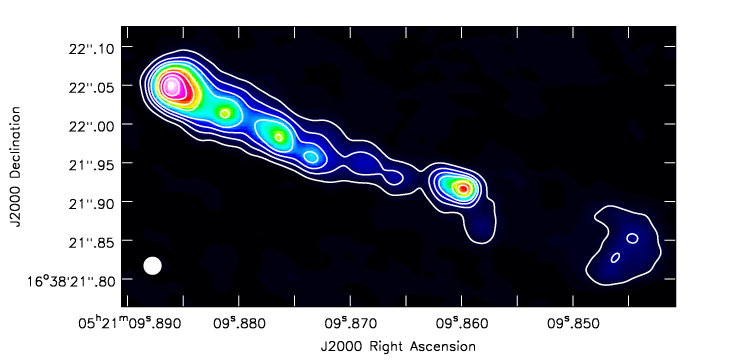 J2000 Declination
22".10
22".05
22".00
21".95
21".90
21".85
16°38'21".80
05ʰ21ᵐ09ˢ.890
09ˢ.880
09ˢ.870
09ˢ.860
09ˢ.850
J2000 Right Ascension